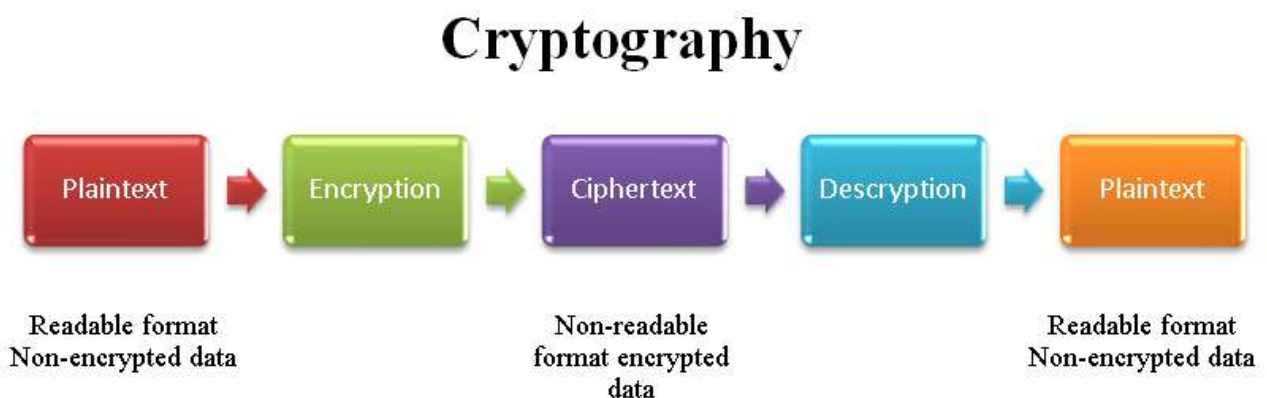 Cryptography
Plaintext
Encryption
Ciphertext
Descryption
Plaintext
Readable format
Non-encrypted data
Non-readable
format encrypted
data
Readable format
Non-encrypted data